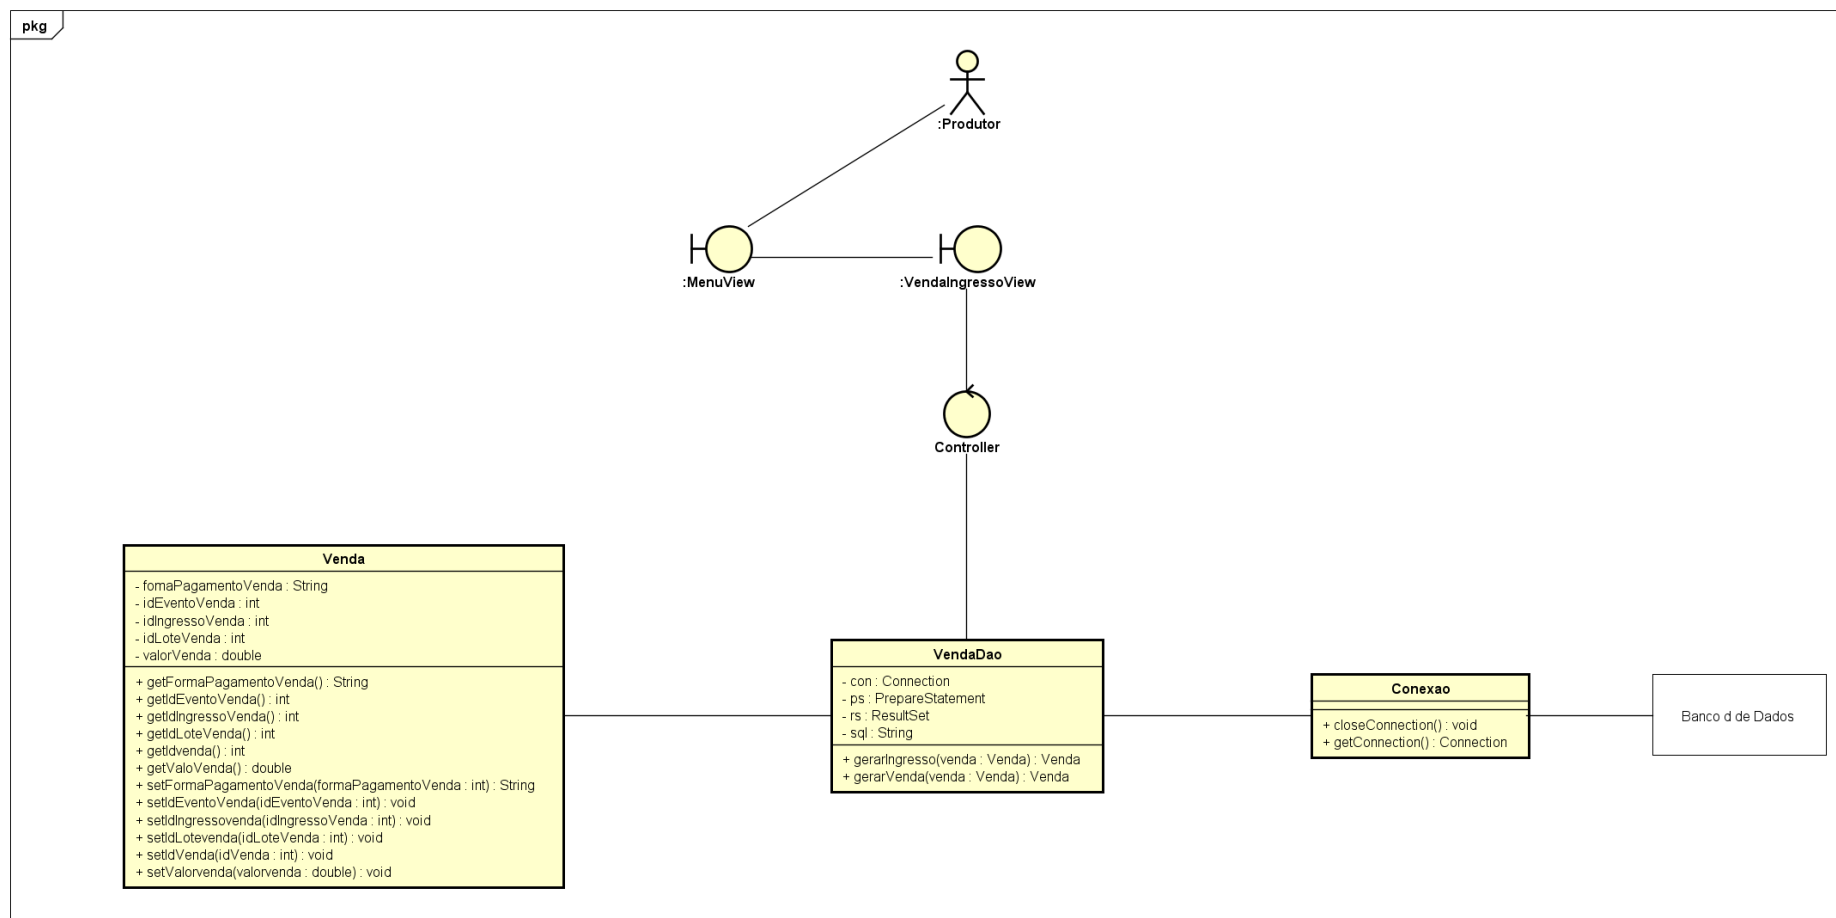 pkg
:Produtor
:MenuView
:VendaIngressoView
Controller
Venda
- fomaPagamentoVenda : String
- idEventoVenda : int
- idIngressoVenda : int
- idLoteVenda : int
- valorVenda : double
+ getFormaPagamentoVenda() : String
+ getIdEventoVenda() : int
+ getIdIngressoVenda() : int
+ getIdLoteVenda() : int
+ getIdvenda() : int
+ getValoVenda() : double
+ setFormaPagamentoVenda(formaPagamentoVenda : int) : String
+ setIdEventoVenda(idEventoVenda : int) : void
+ setIdIngressovenda(idIngressoVenda : int) : void
+ setIdLotevenda(idLoteVenda : int) : void
+ setIdVenda(idVenda : int) : void
+ setValorvenda(valorvenda : double) : void
VendaDao
- con : Connection
- ps : PrepareStatement
- rs : ResultSet
- sql : String
+ gerarIngresso(venda : Venda) : Venda
+ gerarVenda(venda : Venda) : Venda
Conexao
+ closeConnection() : void
+ getConnection() : Connection
Banco d de Dados